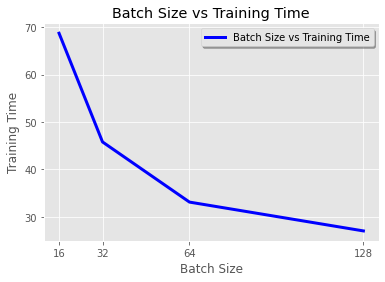 Batch Size vs Training Time
Batch Size vs Training Time
Training Time
70
60
50
40
30
16 32 64 128
Batch Size